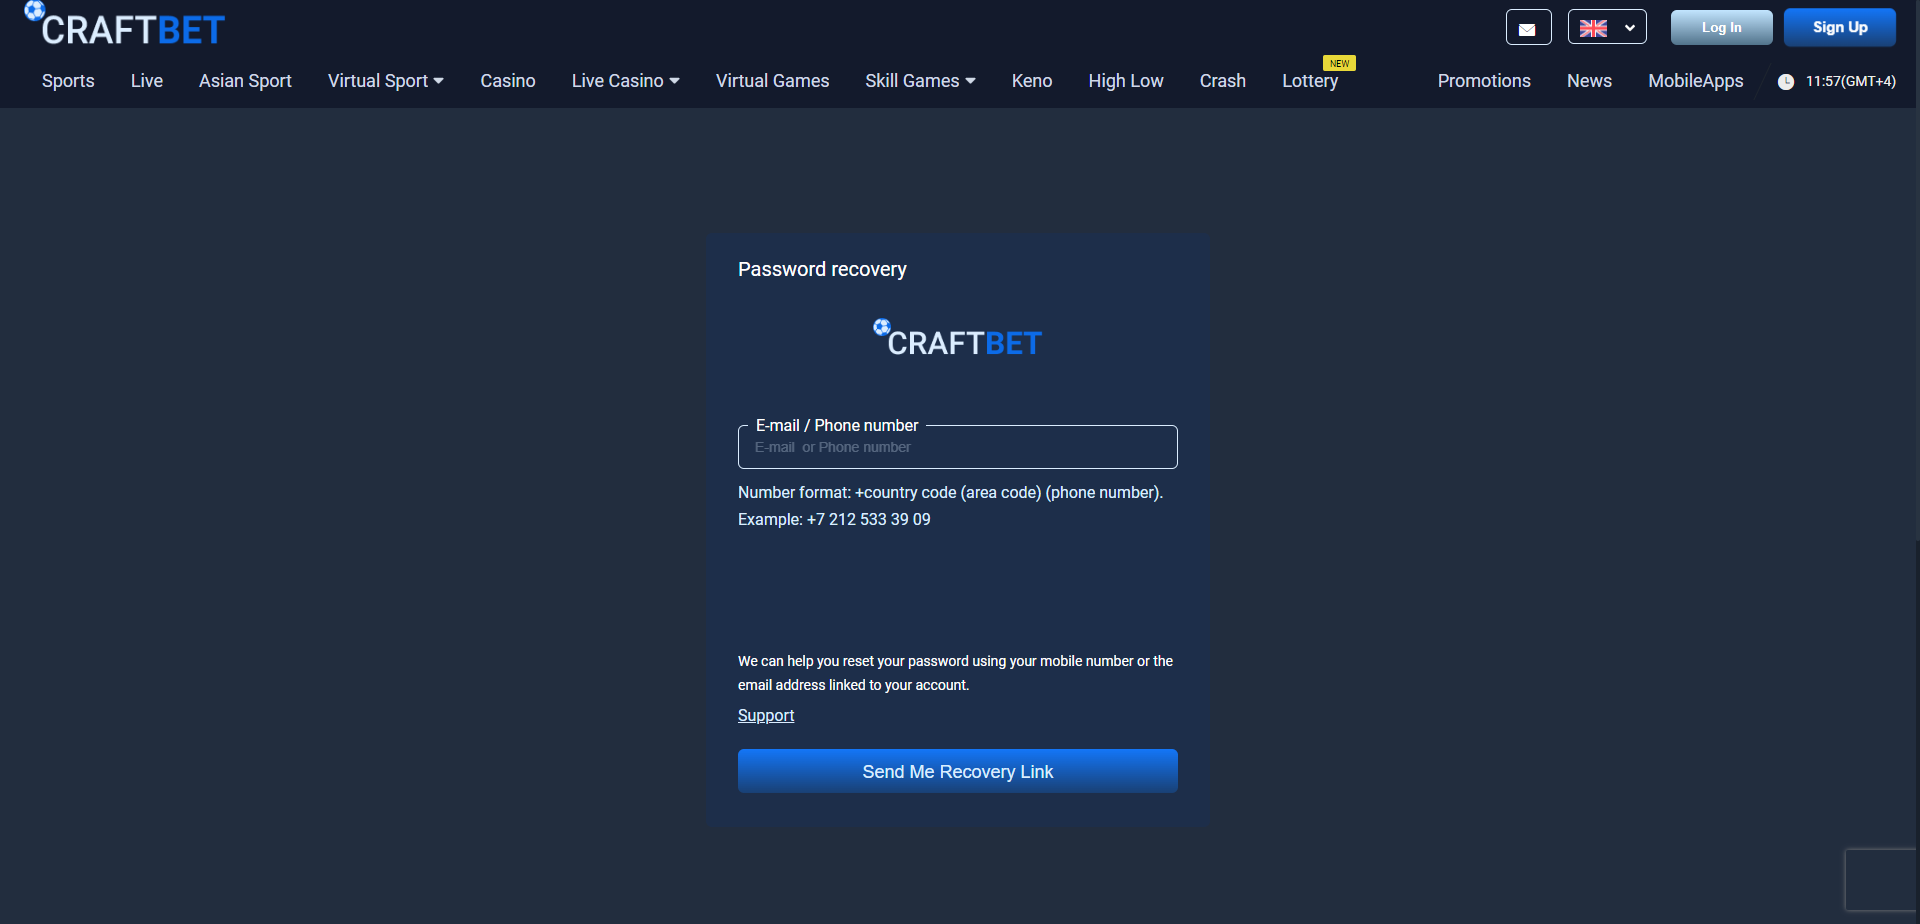 CRAFTBET
Log In
Sign Up
Sports Live Asian Sport Virtual Sport Casino Live Casino Virtual Games Skill Games Keno High Low Crash Lottery NEW Promotions News MobileApps 11:57(GMT+4)
Password recovery
CRAFTBET
E-mail / Phone number
E-mail or Phone number
Number format: +country code (area code) (phone number).
Example: +7 212 533 39 09
We can help you reset your password using your mobile number or the
email address linked to your account.
Support
Send Me Recovery Link